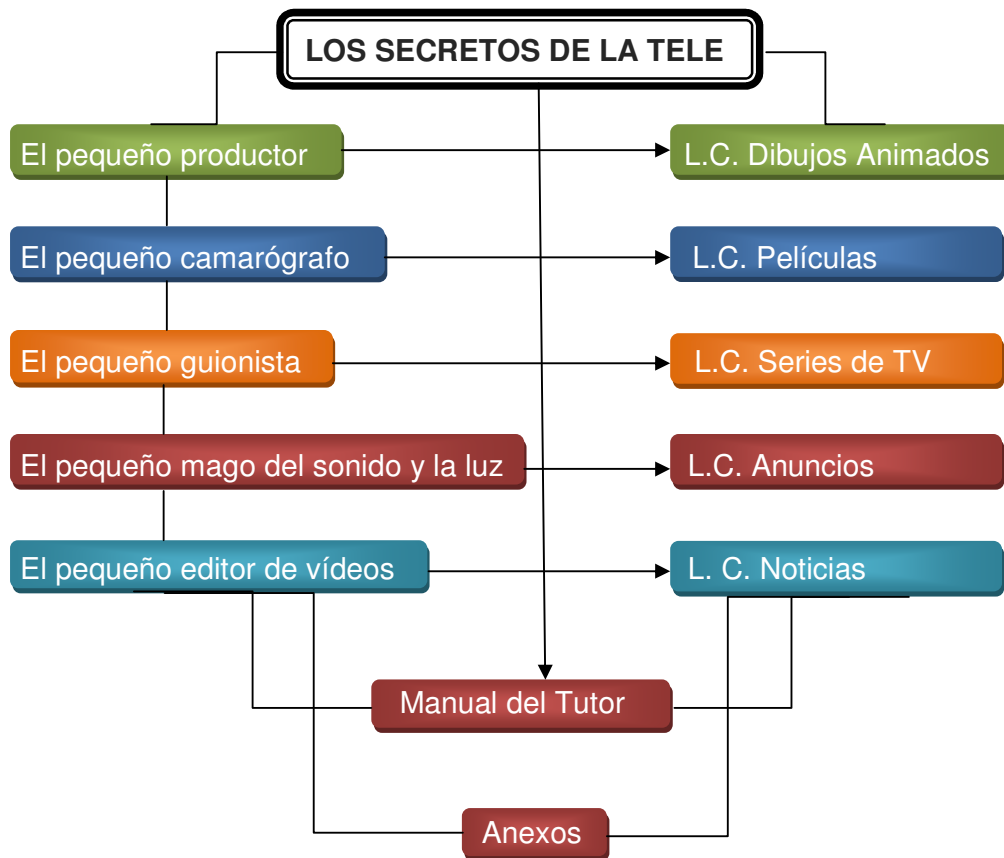 LOS SECRETOS DE LA TELE
El pequeño productor
L.C. Dibujos Animados
El pequeño camarógrafo
L.C. Películas
El pequeño guionista
L.C. Series de TV
El pequeño mago del sonido y la luz
L.C. Anuncios
El pequeño editor de vídeos
L. C. Noticias
Manual del Tutor
Anexos